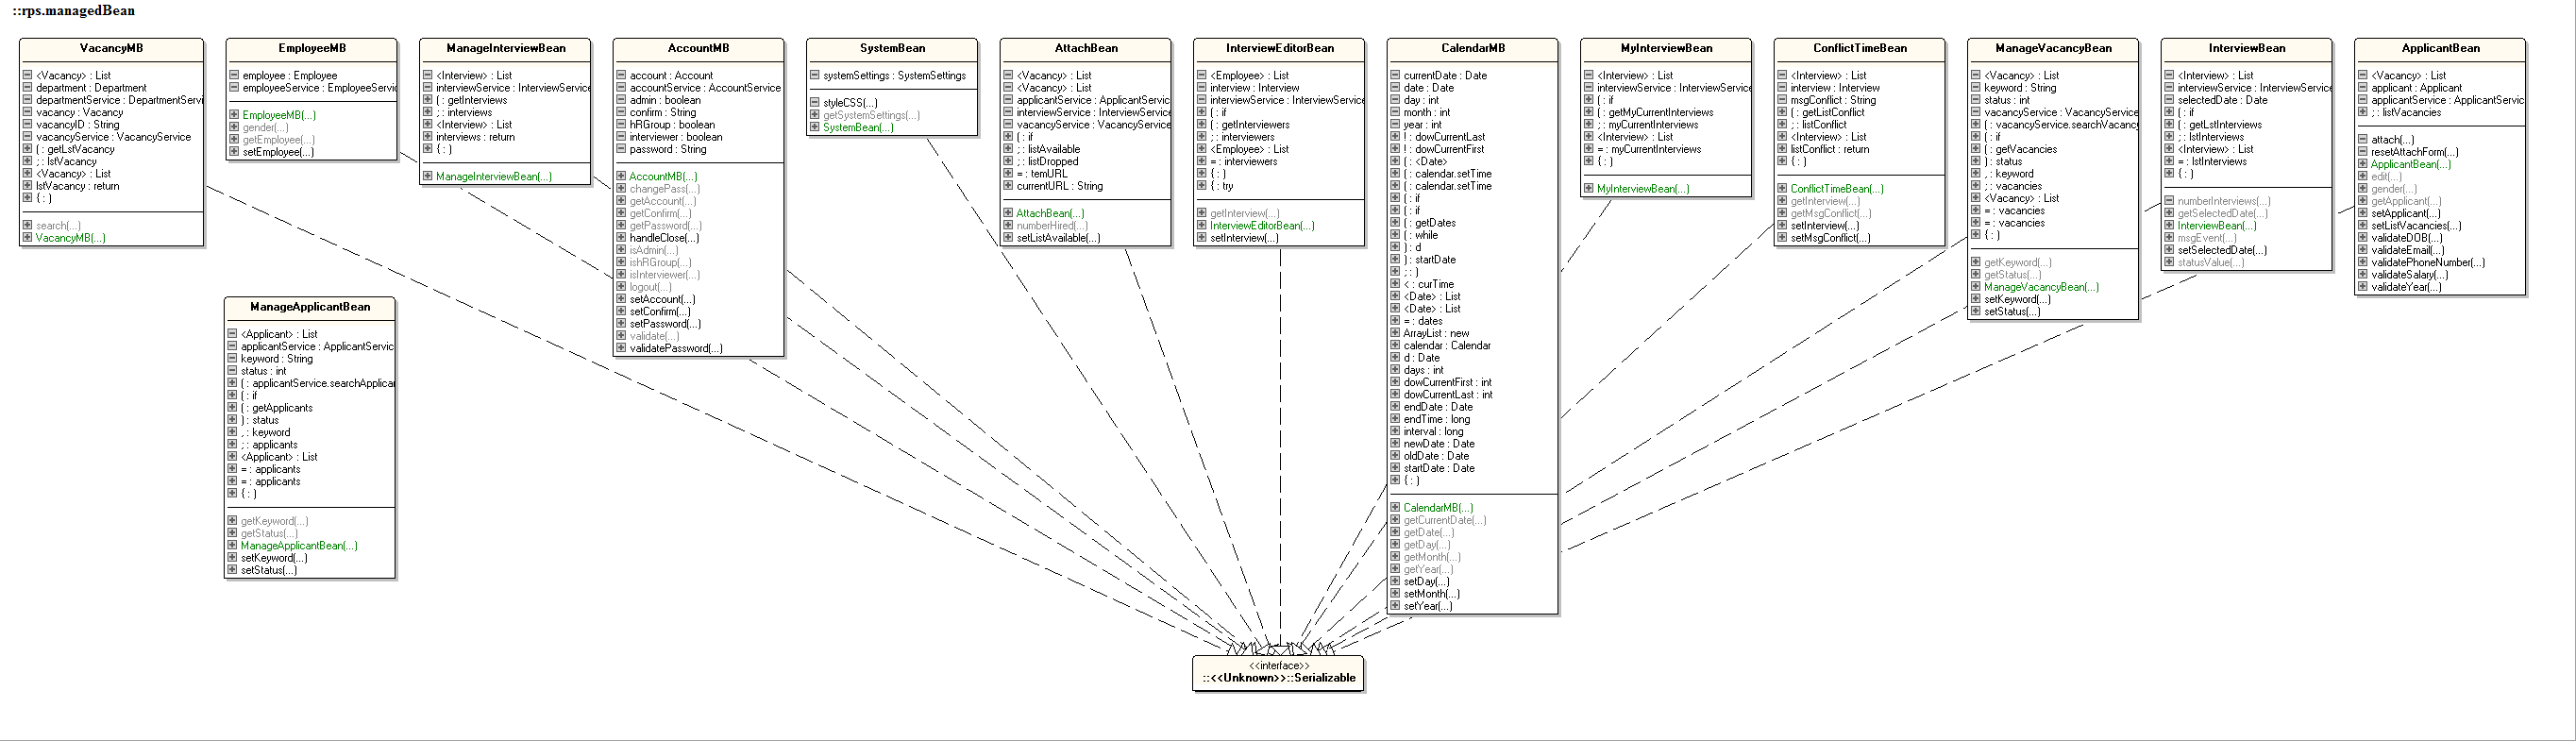 ::rps.managedBean
VacancyMB
<Vacancy> : List
department : Department
departmentService : DepartmentServi
vacancy : Vacancy
vacancyID : String
vacancyService : VacancyService
( : getLstVacancy
; : lstVacancy
<Vacancy> : List
lstVacancy : return
{ : )
search(...)
VacancyMB(...)
EmployeeMB
employee : Employee
employeeService : EmployeeServic
EmployeeMB(...)
gender(...)
getEmployee(...)
setEmployee(...)
ManageInterviewBean
<Interview> : List
interviewService : InterviewService
( : getInterviews
; : interviews
<Interview> : List
interviews : return
{ : )
ManageInterviewBean(...)
AccountMB
account : Account
accountService : AccountService
admin : boolean
confirm : String
hRGroup : boolean
interviewer : boolean
password : String
AccountMB(...)
changePass(...)
getAccount(...)
getConfirm(...)
getPassword(...)
handleClose(...)
isAdmin(...)
ishRGroup(...)
isInterviewer(...)
logout(...)
setAccount(...)
setConfirm(...)
setPassword(...)
validate(...)
validatePassword(...)
SystemBean
systemSettings : SystemSettings
styleCSS(...)
getSystemSettings(...)
SystemBean(...)
AttachBean
<Vacancy> : List
<Vacancy> : List
applicantService : ApplicantServic
interviewService : InterviewService
vacancyService : VacancyService
( : if
; : listAvailable
; : listDropped
= : temURL
currentURL : String
AttachBean(...)
numberHired(...)
setListAvailable(...)
InterviewEditorBean
<Employee> : List
interview : Interview
interviewService : InterviewService
( : if
( : getInterviewers
; : interviewers
<Employee> : List
= : interviewers
{ : )
{ : try
getInterview(...)
InterviewEditorBean(...)
setInterview(...)
CalendarMB
currentDate : Date
date : Date
day : int
month : int
year : int
! : dowCurrentLast
! : dowCurrentFirst
( : <Date>
( : calendar.setTime
( : calendar.setTime
( : if
( : if
( : getDates
( : while
) : d
) : startDate
; : )
< : curTime
<Date> : List
<Date> : List
= : dates
ArrayList : new
calendar : Calendar
d : Date
days : int
dowCurrentFirst : int
dowCurrentLast : int
endDate : Date
endTime : long
interval : long
newDate : Date
oldDate : Date
startDate : Date
{ : )
CalendarMB(...)
getCurrentDate(...)
getDate(...)
getDay(...)
getMonth(...)
getYear(...)
setDay(...)
setMonth(...)
setYear(...)
MyInterviewBean
<Interview> : List
interviewService : InterviewService
( : if
( : getMyCurrentInterviews
; : myCurrentInterviews
<Interview> : List
= : myCurrentInterviews
{ : )
MyInterviewBean(...)
ConflictTimeBean
<Interview> : List
interview : Interview
msgConflict : String
( : getListConflict
; : listConflict
<Interview> : List
listConflict : return
{ : )
ConflictTimeBean(...)
getInterview(...)
getMsgConflict(...)
setInterview(...)
setMsgConflict(...)
ManageVacancyBean
<Vacancy> : List
keyword : String
status : int
vacancyService : VacancyService
( : vacancyService.searchVacancy
( : if
( : getVacancies
) : status
, : keyword
; : vacancies
<Vacancy> : List
= : vacancies
= : vacancies
{ : )
getKeyword(...)
getStatus(...)
ManageVacancyBean(...)
setKeyword(...)
setStatus(...)
InterviewBean
<Interview> : List
interviewService : InterviewService
selectedDate : Date
( : if
( : getLstInterviews
; : lstInterviews
<Interview> : List
= : lstInterviews
{ : )
numberInterviews(...)
getSelectedDate(...)
InterviewBean(...)
msgEvent(...)
setSelectedDate(...)
statusValue(...)
ApplicantBean
<Vacancy> : List
applicant : Applicant
applicantService : ApplicantServic
; : listVacancies
attach(...)
resetAttachForm(...)
ApplicantBean(...)
edit(...)
gender(...)
getApplicant(...)
setApplicant(...)
setListVacancies(...)
validateDOB(...)
validateEmail(...)
validatePhoneNumber(...)
validateSalary(...)
validateYear(...)
ManageApplicantBean
<Applicant> : List
applicantService : ApplicantServic
keyword : String
status : int
( : applicantService.searchApplicar
( : if
( : getApplicants
) : status
, : keyword
; : applicants
<Applicant> : List
= : applicants
= : applicants
{ : )
getKeyword(...)
getStatus(...)
ManageApplicantBean(...)
setKeyword(...)
setStatus(...)
<<interface>>
::<<Unknown>>::Serializable